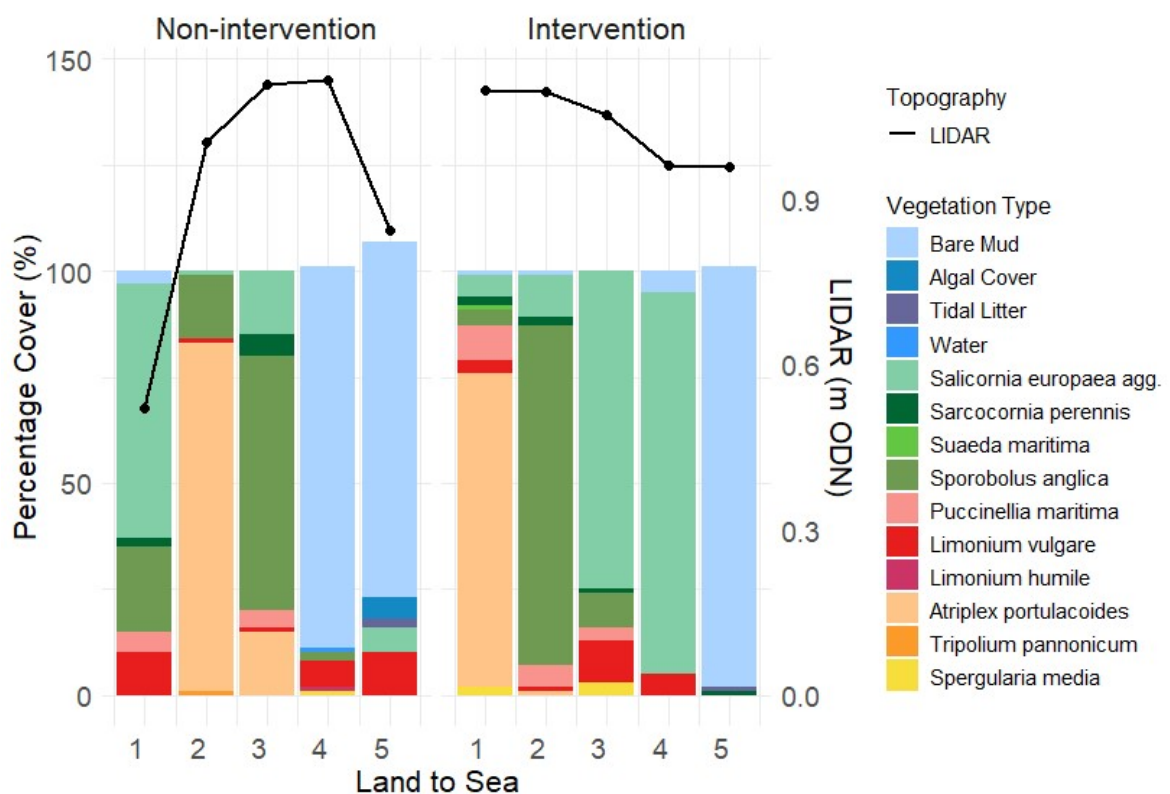 Non-intervention
Intervention
150
100
50
0
Percentage Cover (%)
0.9
0.6
0.3
0.0
LIDAR (m ODN)
1 2 3 4 5
1 2 3 4 5
Land to Sea
Topography
LIDAR
Vegetation Type
Bare Mud
Algal Cover
Tidal Litter
Water
Salicornia europaea agg.
Sarcocornia perennis
Suaeda maritima
Sporobolus anglica
Puccinellia maritima
Limonium vulgare
Limonium humile
Atriplex portulacoides
Tripolium pannonicum
Spergularia media